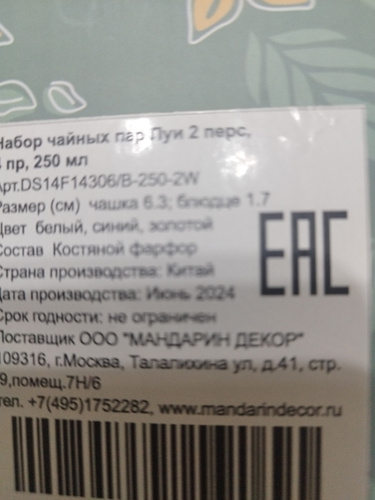 Набор чайных пар Луи 2 перс,
4 пр, 250 мл
Арт.DS14F14306/B-250-2W
Размер (см) чашка 6.3; блюдце 1.7
Цвет белый, синий, золотой
Состав Костяной фарфор
Страна производства: Китай
Дата производства: Июнь 2024
Срок годности: не ограничен
Поставщик ООО "МАНДАРИН ДЕКОР"
109316, г.Москва, Талалихина ул, д.41, стр.
9,помещ.7Н/6
тел. +7(495)1752282, www.mandarindecor.ru
EAC